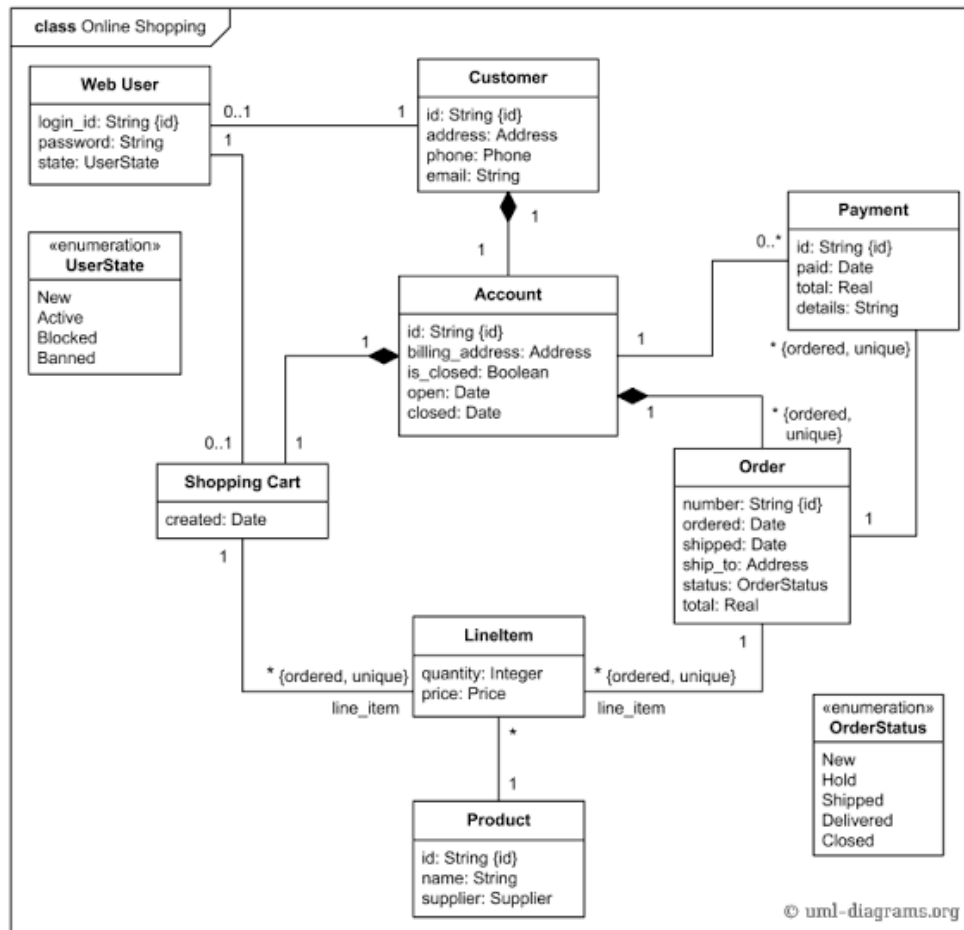 class Online Shopping
Web User
login_id: String {id}
password: String
state: UserState
0..1
1
1
Customer
id: String {id}
address: Address
phone: Phone
email: String
1
1
«enumeration»
UserState
New
Active
Blocked
Banned
Payment
id: String {id}
paid: Date
total: Real
details: String
0..*
1
* {ordered, unique}
Account
id: String {id}
billing_address: Address
is_closed: Boolean
open: Date
closed: Date
1
1
0..1
1
* {ordered,
unique}
Shopping Cart
created: Date
1
Order
number: String {id}
ordered: Date
shipped: Date
ship_to: Address
status: OrderStatus
total: Real
1
1
LineItem
quantity: Integer
price: Price
* {ordered, unique}
line_item
* {ordered, unique}
line_item
*
1
Product
id: String {id}
name: String
supplier: Supplier
«enumeration»
OrderStatus
New
Hold
Shipped
Delivered
Closed
© uml-diagrams.org